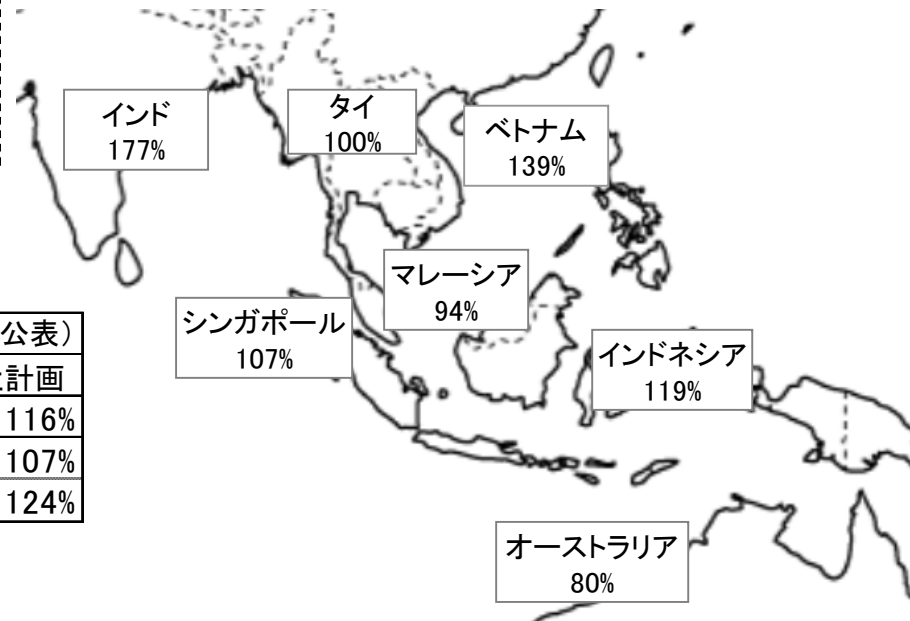 インド
177%
タイ
100%
ベトナム
139%
マレーシア
94%
シンガポール
107%
インドネシア
119%
公表)
計画
116%
107%
124%
オーストラリア
80%